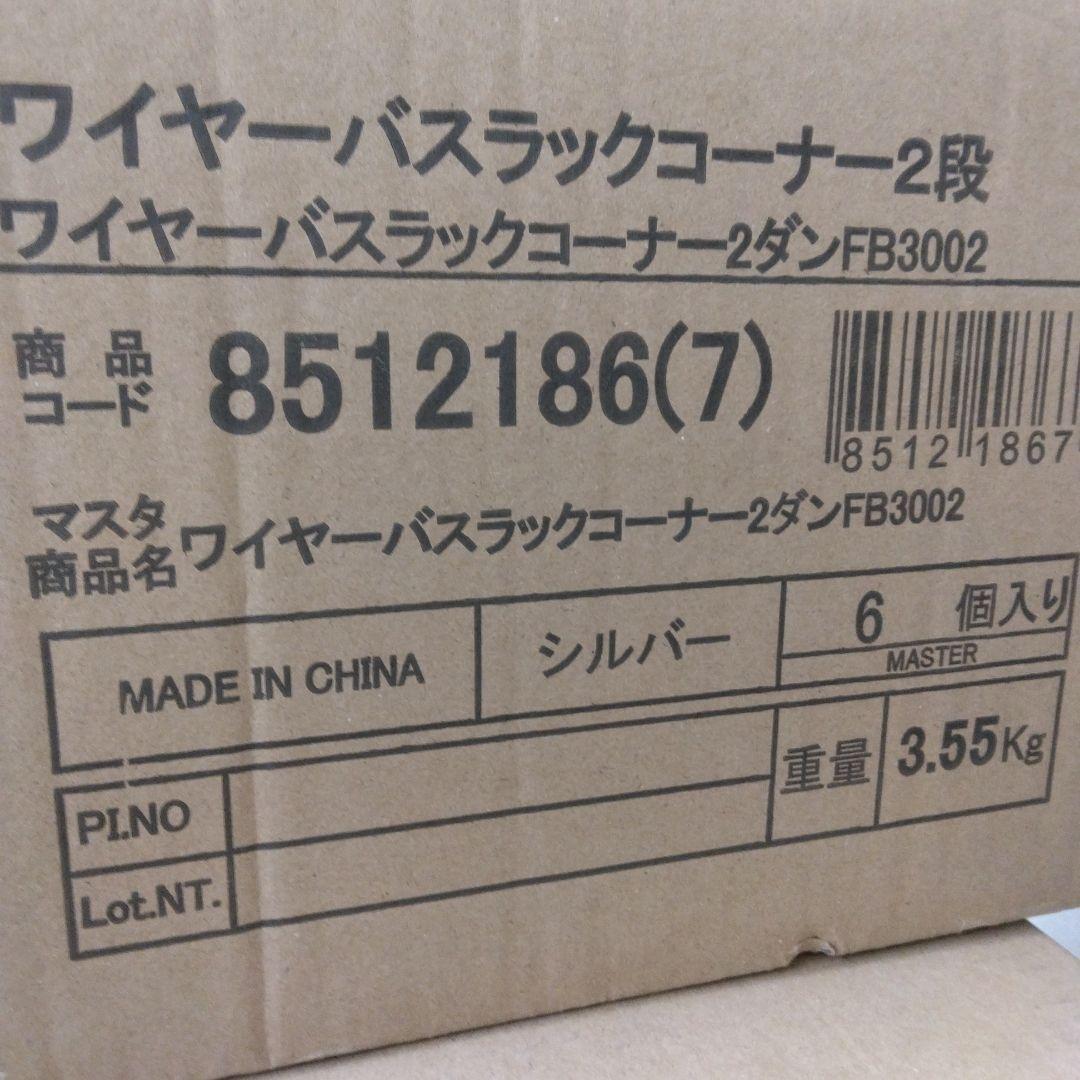 ワイヤーバスラックコーナー2段
ワイヤーバスラックコーナー2ダンFB3002
商品
コード
8512186(7)
8512 1867
マスタ
商品名
ワイヤーバスラックコーナー2ダンFB3002
MADE IN CHINA
シルバー
6 個入り
MASTER
PI.NO
重量
3.55Kg
Lot.NT.